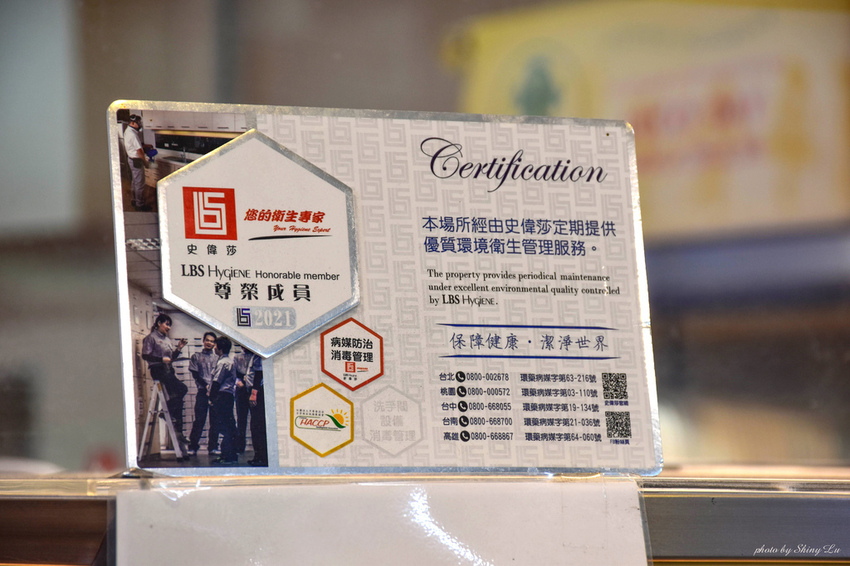 您的衛生專家
Your Hygiene Expert
史偉莎
LBS HYGIENE Honorable member
尊榮成員
2021
病媒防治
消毒管理
HACCP
洗手間
設備
消毒管理
Certification
本場所經由史偉莎定期提供
優質環境衛生管理服務。
The property provides periodical maintenance
under excellent environmental quality controlled
by LBS HYGIENE.
保障健康·潔淨世界
台北 0800-002678 環藥病媒字第63-216號
桃園 0800-000572 環藥病媒字第03-110號
台中 0800-668055 環藥病媒字第19-134號
台南 0800-668700 環藥病媒字第21-036號
高雄 0800-668867 環藥病媒字第64-060號
photo by Shiny Lu